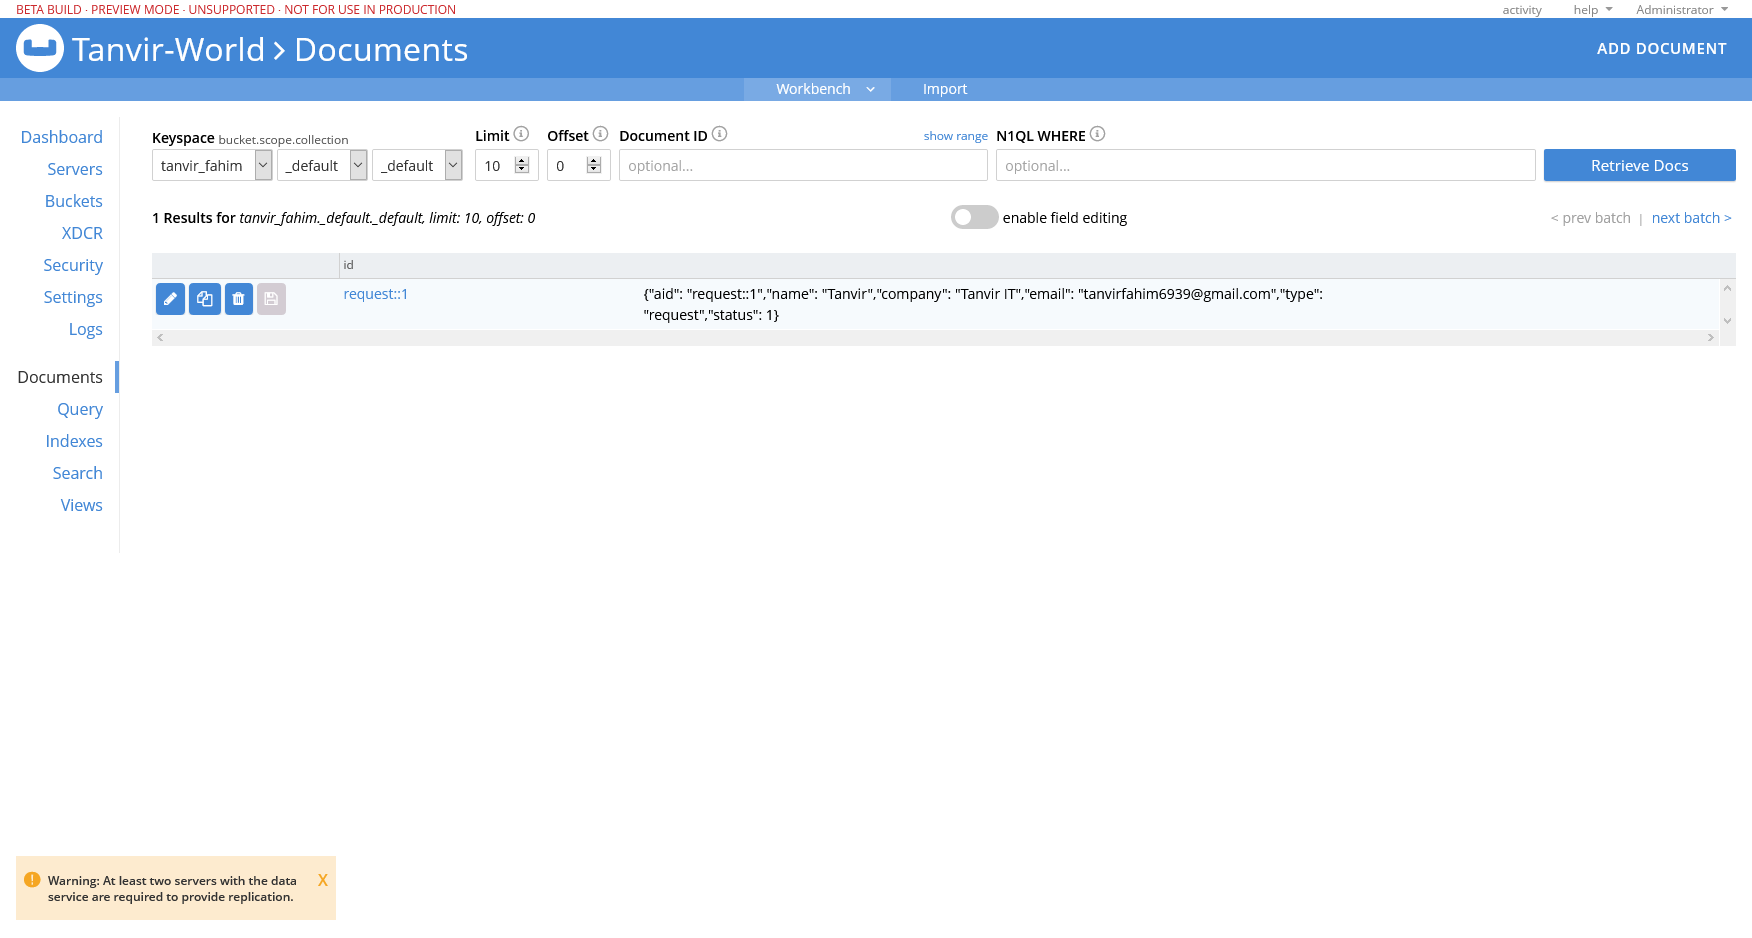 BETA BUILD · PREVIEW MODE · UNSUPPORTED · NOT FOR USE IN PRODUCTION
activity help Administrator
Tanvir-World > Documents
ADD DOCUMENT
Workbench Import
Dashboard
Servers
Buckets
XDCR
Security
Settings
Logs
Documents
Query
Indexes
Search
Views
Keyspace bucket.scope.collection Limit Offset Document ID show range N1QL WHERE
tanvir_fahim _default _default 10 0 optional... optional... Retrieve Docs
1 Results for tanvir_fahim._default._default, limit: 10, offset: 0 enable field editing < prev batch | next batch >
id
request::1 {"aid": "request::1","name": "Tanvir","company": "Tanvir IT","email": "tanvirfahim6939@gmail.com","type":
"request","status": 1}
Warning: At least two servers with the data X
service are required to provide replication.